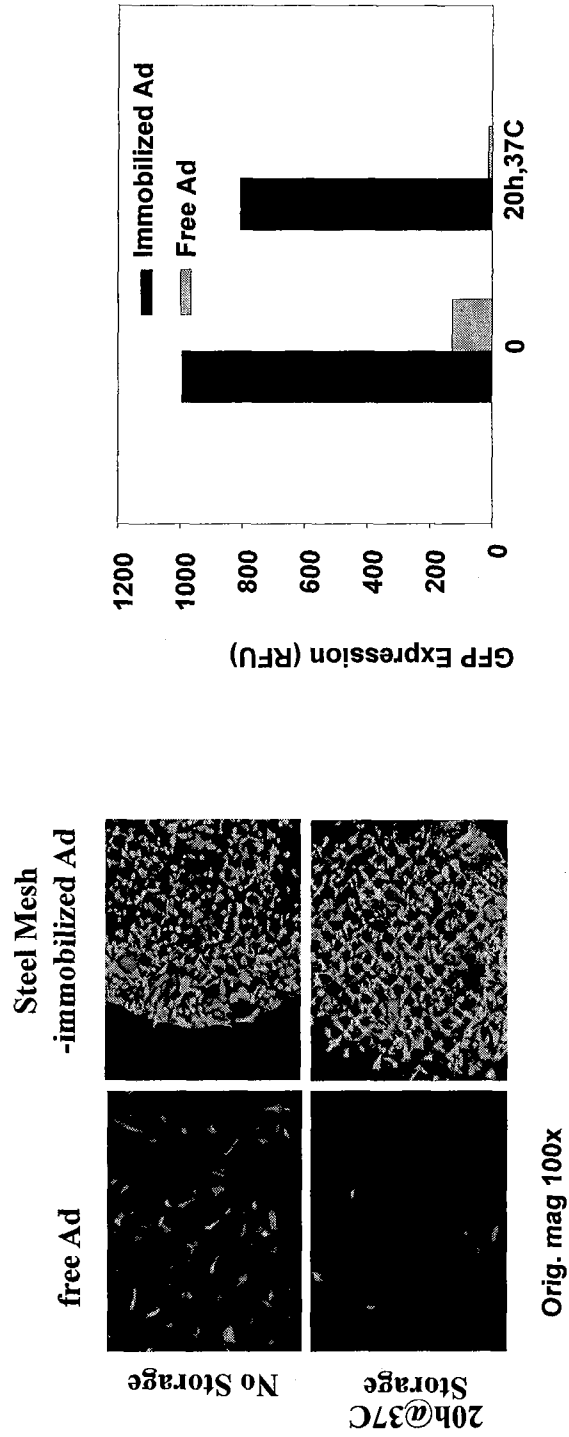 Steel Mesh
free Ad
-immobilized Ad
No Storage
20h@37C
Storage
Orig. mag 100x
GFP Expression (RFU)
1200
1000
800
600
400
200
0
Immobilized Ad
Free Ad
0
20h,37C